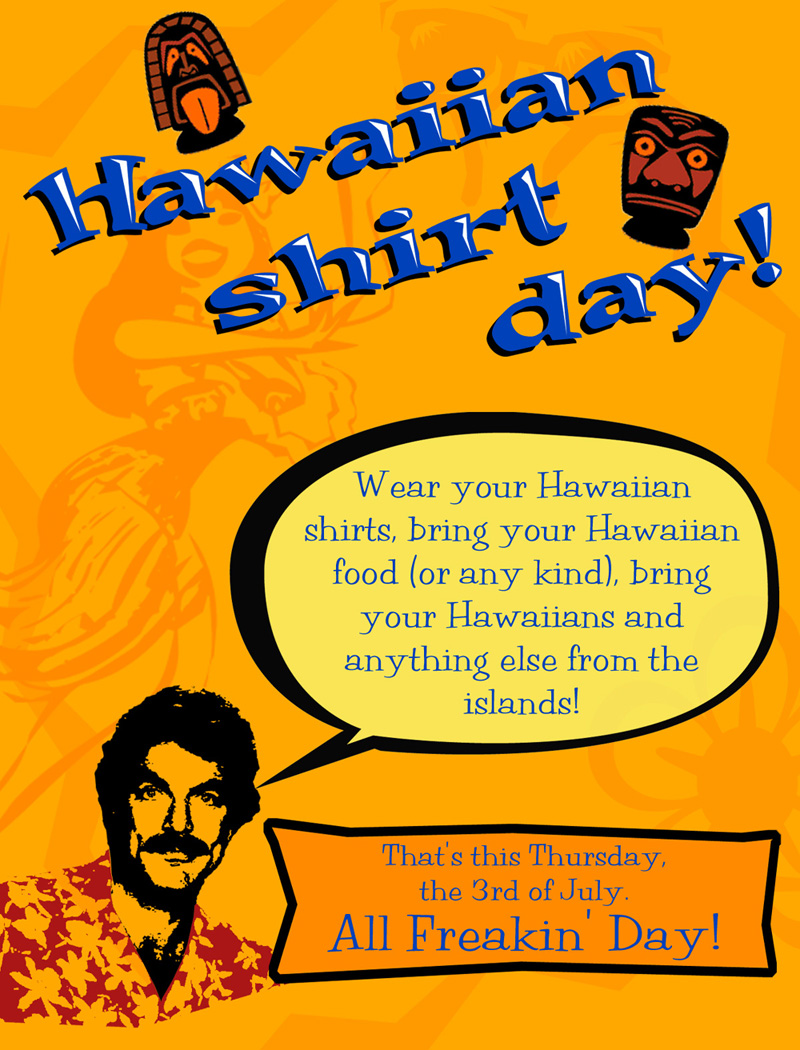 Hawaiian
shirt
day!
Wear your Hawaiian
shirts, bring your Hawaiian
food (or any kind), bring
your Hawaiians and
anything else from the
islands!
That's this Thursday,
the 3rd of July.
All Freakin' Day!